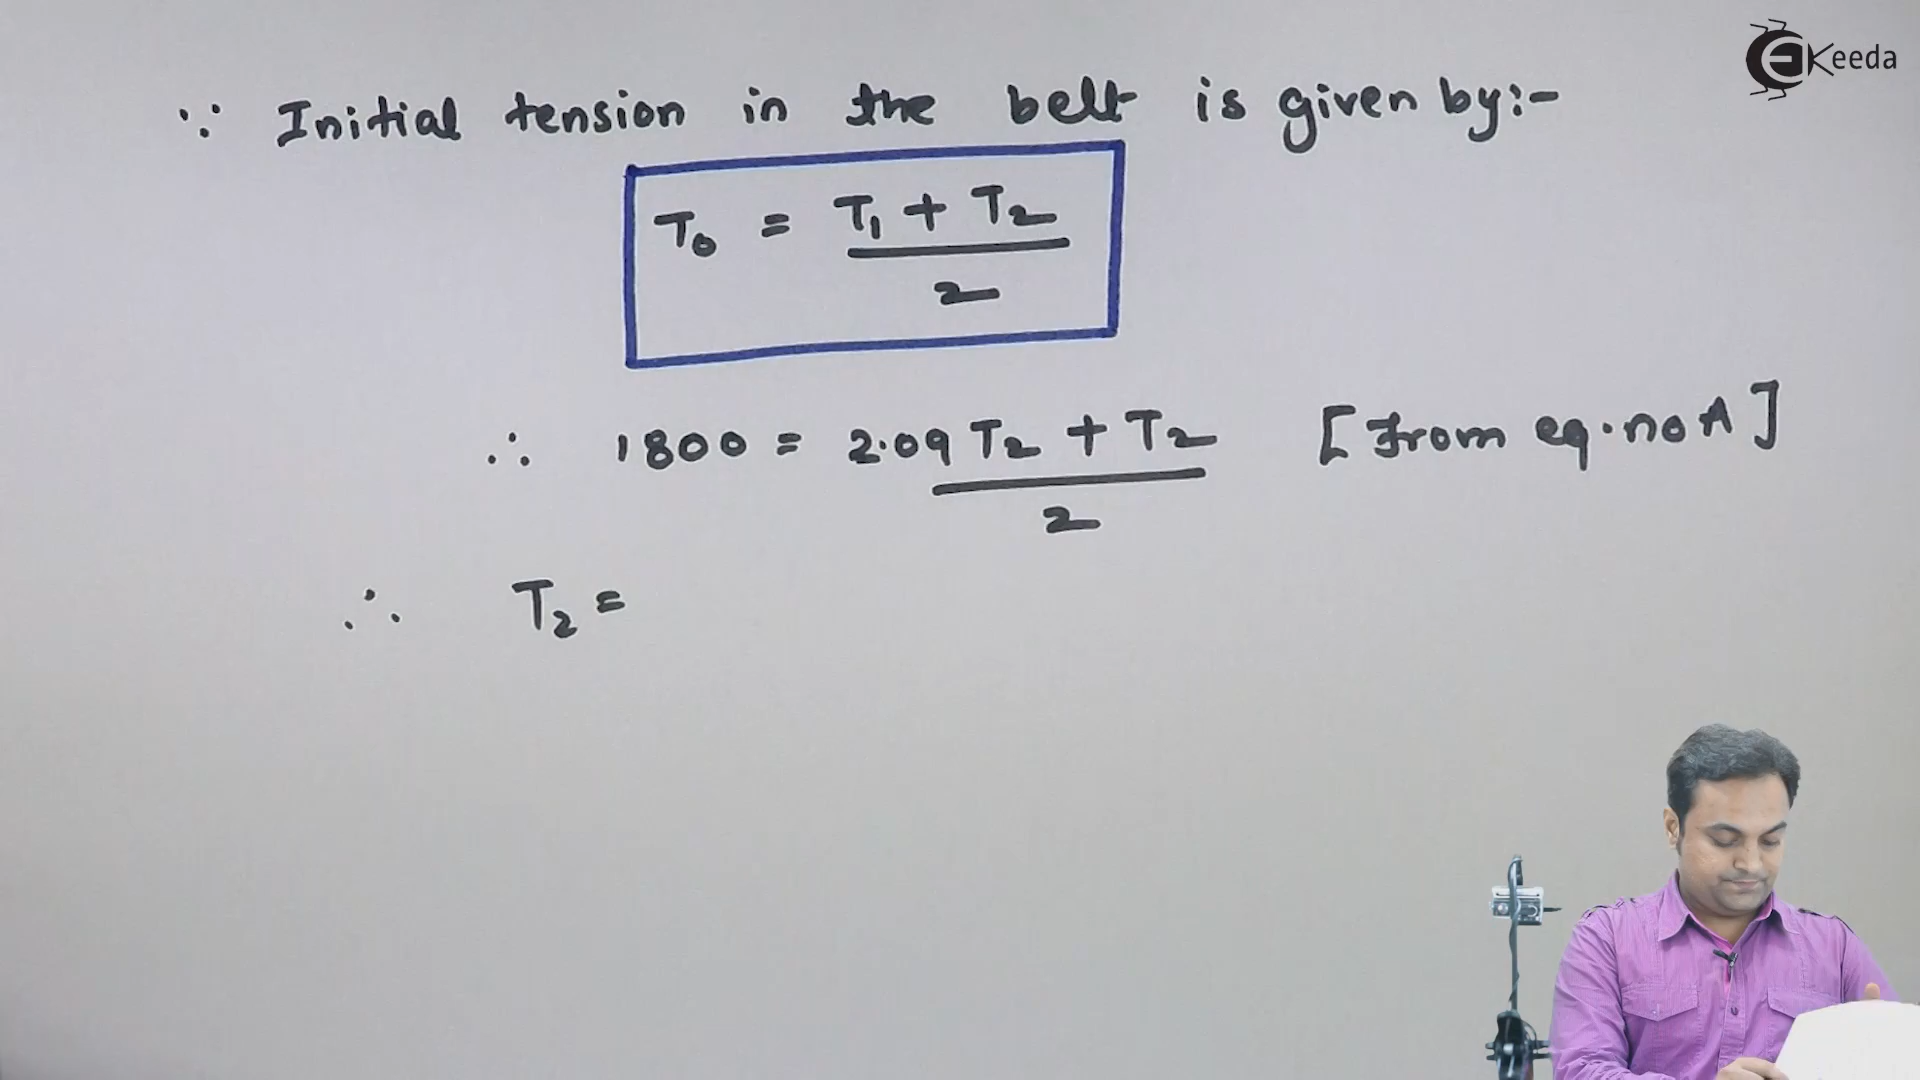 eKeeda
∵ Initial tension in the belt is given by:-
T₀ = (T₁ + T₂)/2
∴ 1800 = (2.09 T₂ + T₂)/2 [From eq.no A]
∴ T₂ =